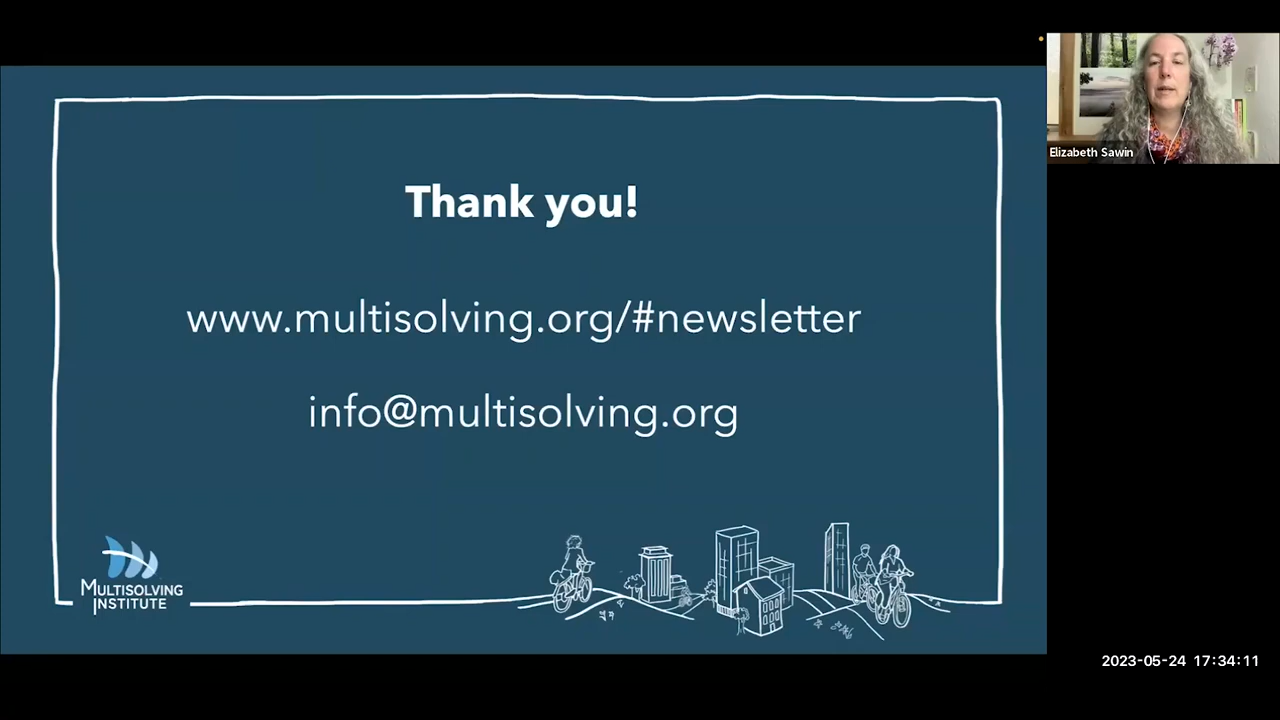 Thank you!
www.multisolving.org/#newsletter
info@multisolving.org
MULTISOLVING
INSTITUTE
Elizabeth Sawin
2023-05-24 17:34:11